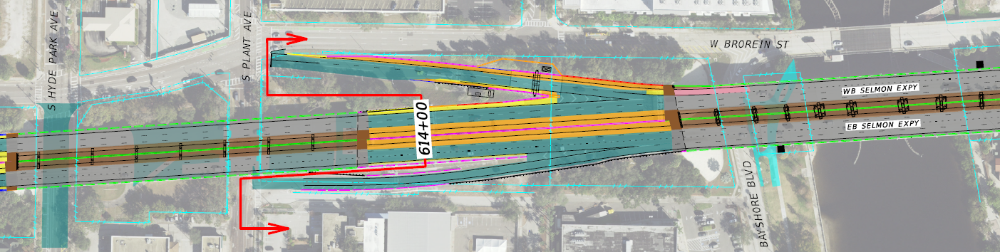 S HYDE PARK AVE
S PLANT AVE
W BROREIN ST
WB SELMON EXPY
EB SELMON EXPY
614+00
BAYSHORE BLVD